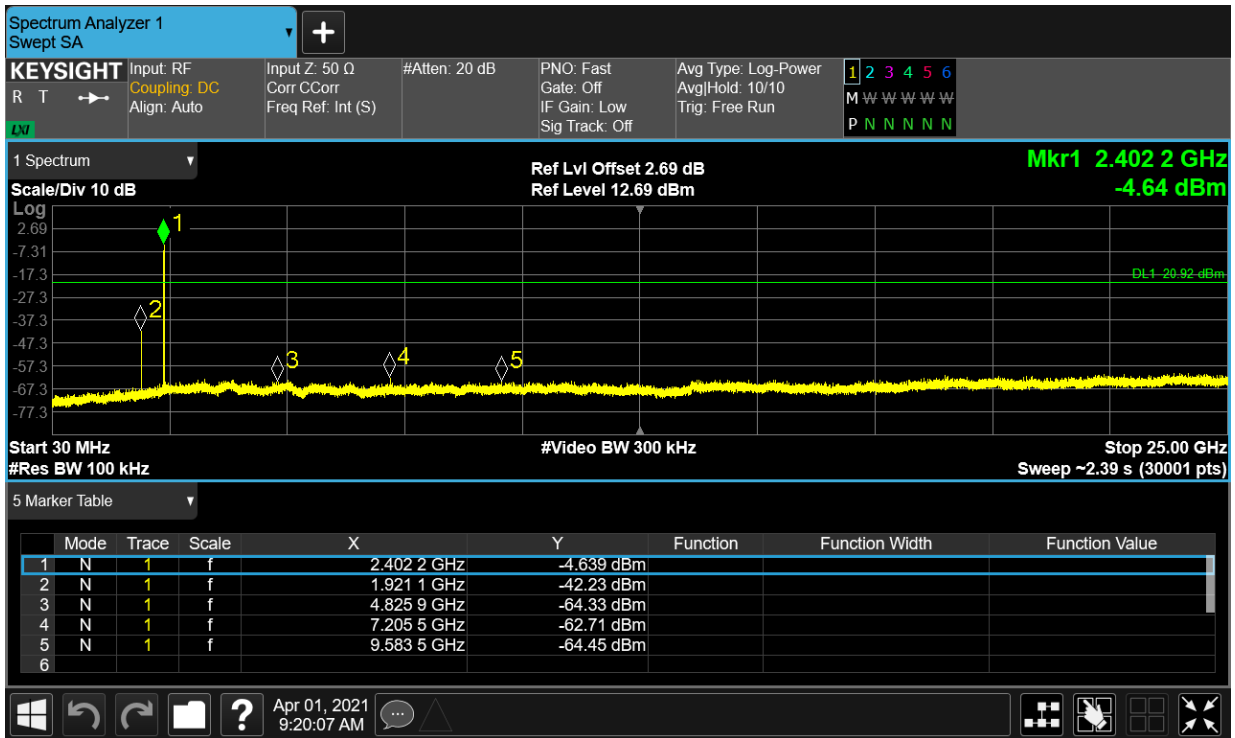 Spectrum Analyzer 1
Swept SA
+
KEYSIGHT
R T
LXI
Input: RF
Coupling: DC
Align: Auto
Input Z: 50 Ω
Corr CCorr
Freq Ref: Int (S)
#Atten: 20 dB
PNO: Fast
Gate: Off
IF Gain: Low
Sig Track: Off
Avg Type: Log-Power
Avg|Hold: 10/10
Trig: Free Run
1 2 3 4 5 6
M W W W W W
P N N N N N
1 Spectrum
Scale/Div 10 dB
Ref Lvl Offset 2.69 dB
Ref Level 12.69 dBm
Mkr1 2.402 2 GHz
-4.64 dBm
Log
2.69
-7.31
-17.3
-27.3
-37.3
-47.3
-57.3
-67.3
-77.3
1
2
3
4
5
DL1 -20.92 dBm
Start 30 MHz
#Video BW 300 kHz
Stop 25.00 GHz
#Res BW 100 kHz
Sweep ~2.39 s (30001 pts)
5 Marker Table
Mode Trace Scale X Y Function Function Width Function Value
1 N 1 f 2.402 2 GHz -4.639 dBm
2 N 1 f 1.921 1 GHz -42.23 dBm
3 N 1 f 4.825 9 GHz -64.33 dBm
4 N 1 f 7.205 5 GHz -62.71 dBm
5 N 1 f 9.583 5 GHz -64.45 dBm
6
?
Apr 01, 2021
9:20:07 AM